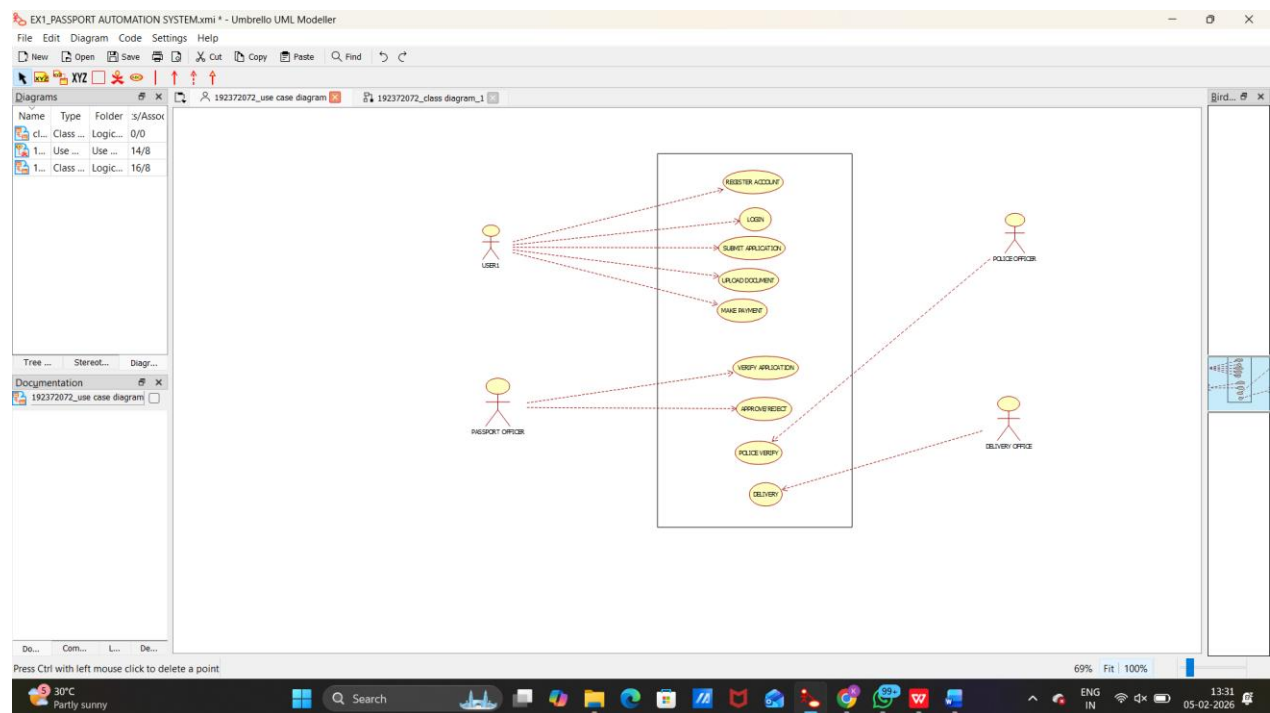 EX1_PASSPORT AUTOMATION SYSTEM.xmi * - Umbrello UML Modeller
File Edit Diagram Code Settings Help
New Open Save Cut Copy Paste Find
XYZ XYZ
Diagrams
192372072_use case diagram 192372072_class diagram_1
Bird...
Name Type Folder :s/Assoc
cl... Class ... Logic... 0/0
1... Use ... Use ... 14/8
1... Class ... Logic... 16/8
REGISTER ACCOUNT
LOGIN
SUBMIT APPLICATION
UPLOAD DOCUMENT
MAKE PAYMENT
USER1
POLICE OFFICER
VERIFY APPLICATION
APPROVE REJECT
POLICE VERIFY
DELIVERY
PASSPORT OFFICER
DELIVERY OFFICE
Tree ... Stereot... Diagr...
Documentation
192372072_use case diagram
Do... Com... L... De...
Press Ctrl with left mouse click to delete a point
69% Fit 100%
5
30°C
Partly sunny
Search
99+
ENG
IN
13:31
05-02-2026